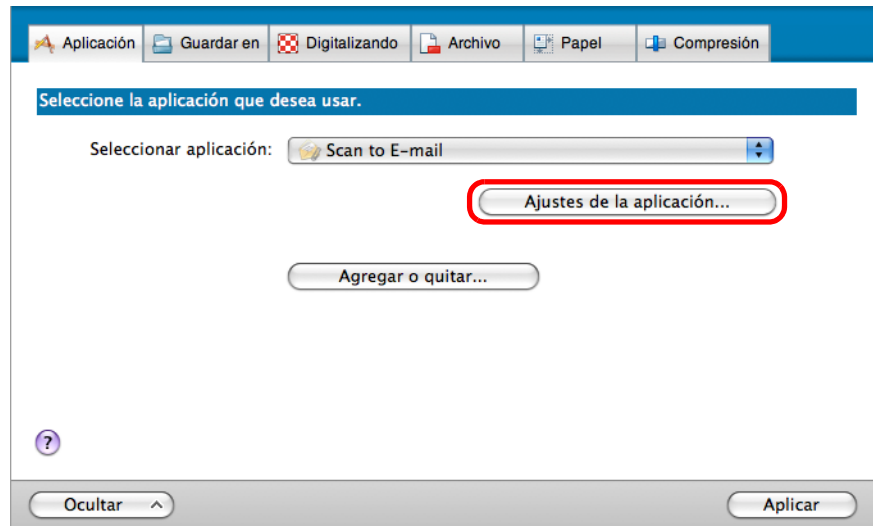 Aplicación Guardar en Digitalizando Archivo Papel Compresión
Seleccione la aplicación que desea usar.
Seleccionar aplicación: Scan to E-mail
Ajustes de la aplicación...
Agregar o quitar...
?
Ocultar Aplicar